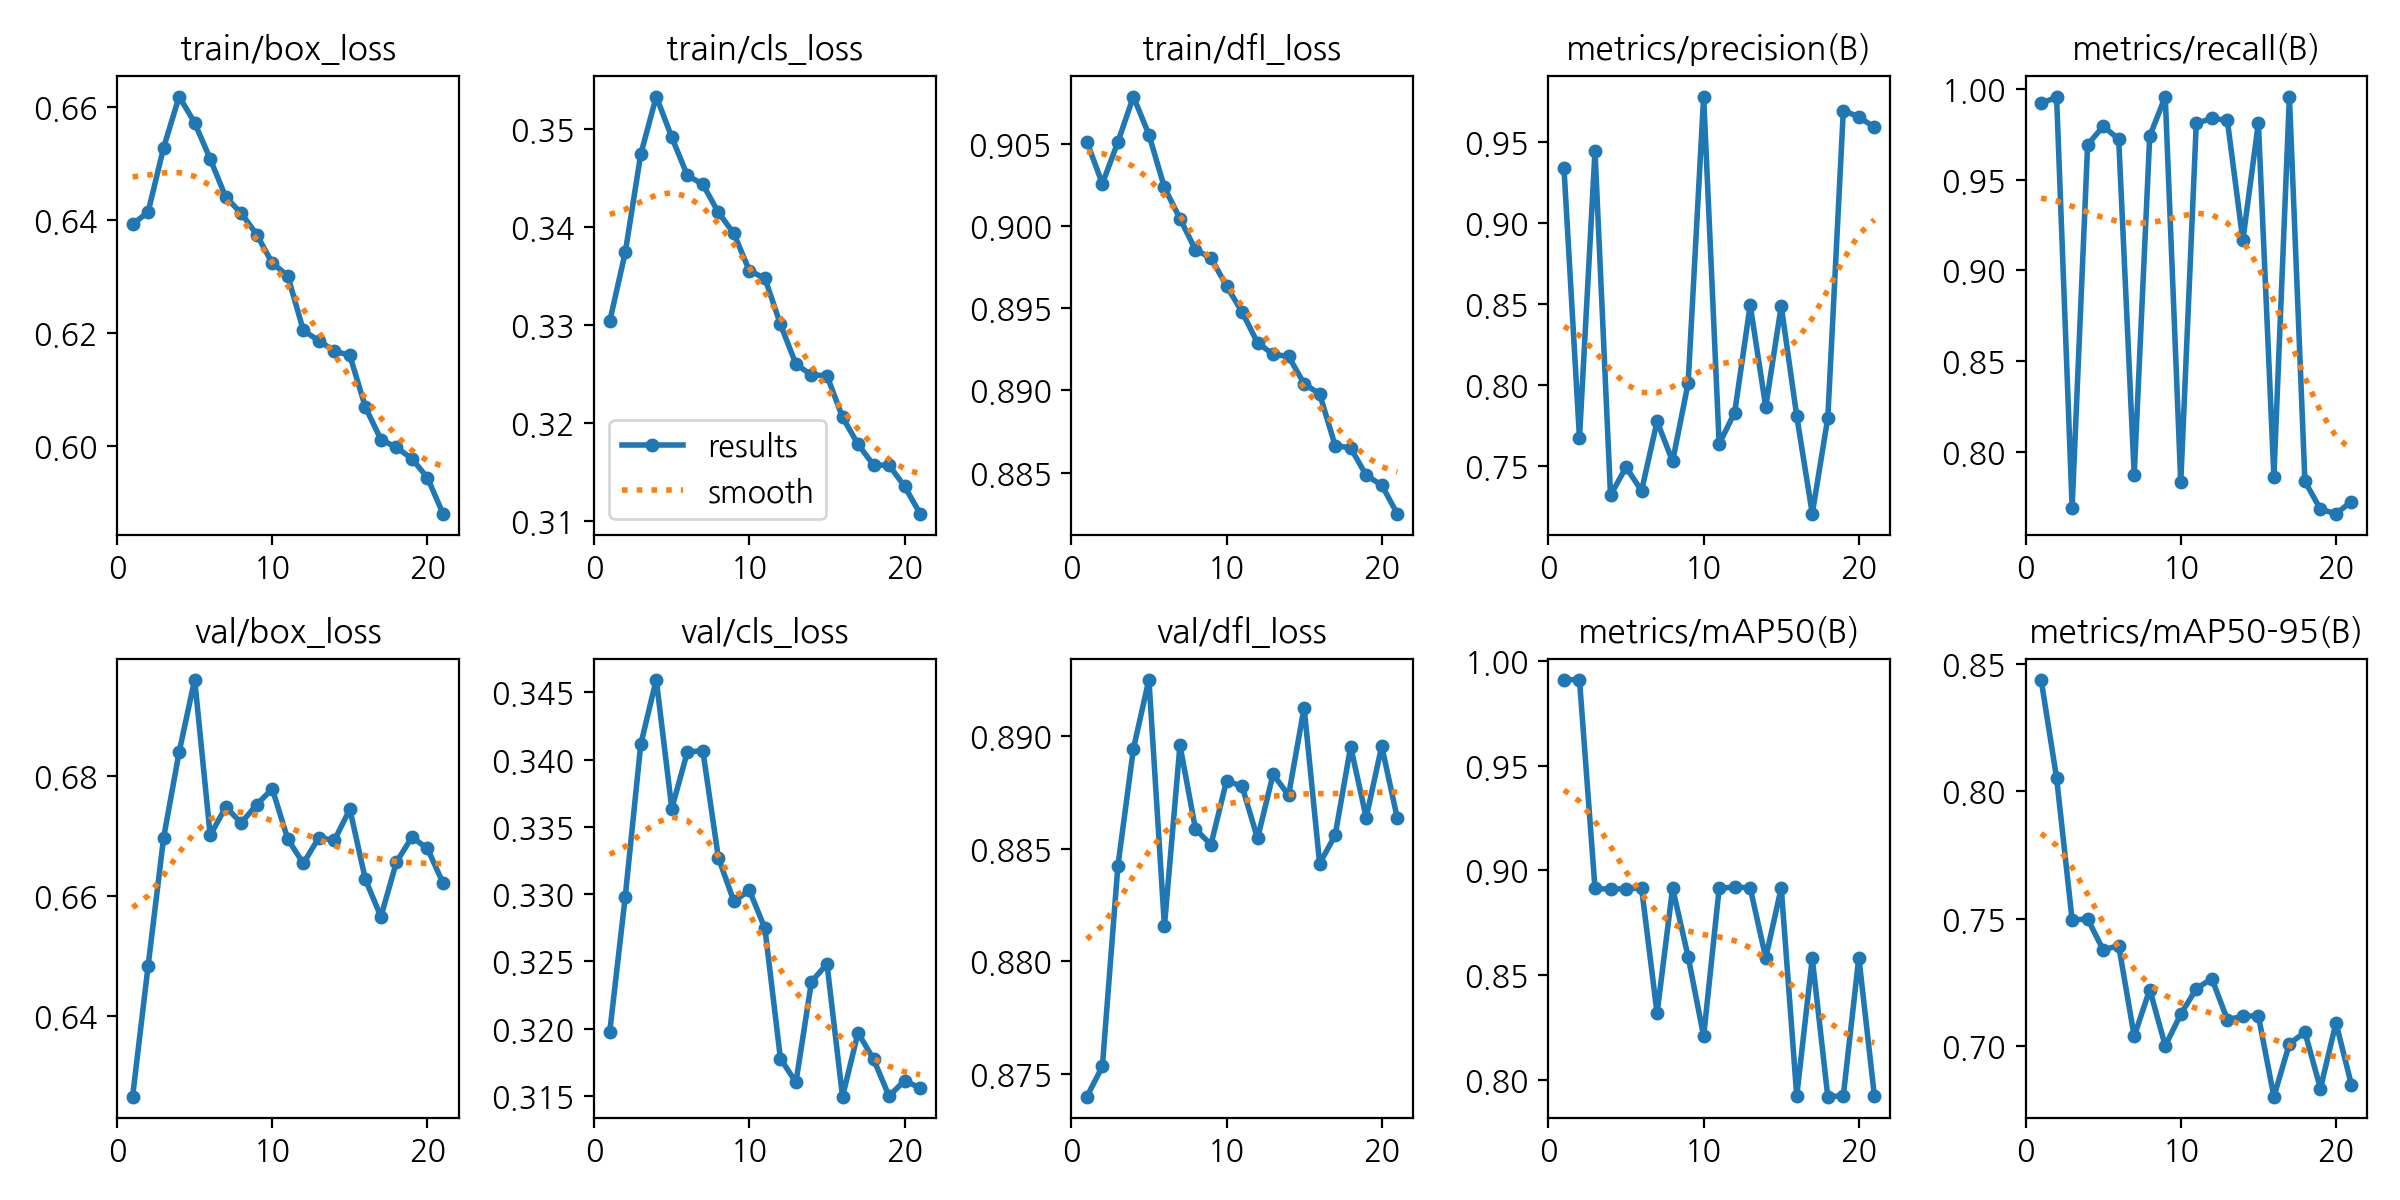 train/box_loss
0.66
0.64
0.62
0.60
0 10 20
train/cls_loss
0.35
0.34
0.33
0.32
0.31
results
smooth
0 10 20
train/dfl_loss
0.905
0.900
0.895
0.890
0.885
0 10 20
metrics/precision(B)
0.95
0.90
0.85
0.80
0.75
0 10 20
metrics/recall(B)
1.00
0.95
0.90
0.85
0.80
0 10 20
val/box_loss
0.68
0.66
0.64
0 10 20
val/cls_loss
0.345
0.340
0.335
0.330
0.325
0.320
0.315
0 10 20
val/dfl_loss
0.890
0.885
0.880
0.875
0 10 20
metrics/mAP50(B)
1.00
0.95
0.90
0.85
0.80
0 10 20
metrics/mAP50-95(B)
0.85
0.80
0.75
0.70
0 10 20